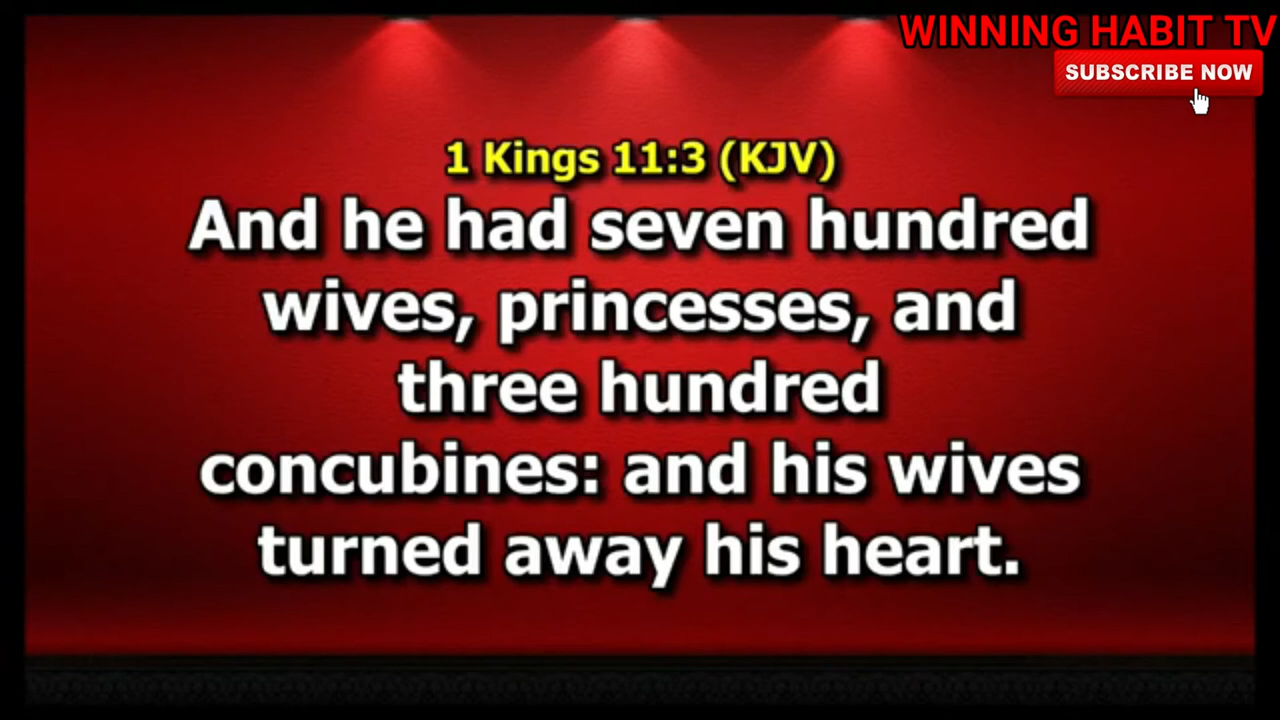 WINNING HABIT TV
SUBSCRIBE NOW
1 Kings 11:3 (KJV)
And he had seven hundred
wives, princesses, and
three hundred
concubines: and his wives
turned away his heart.